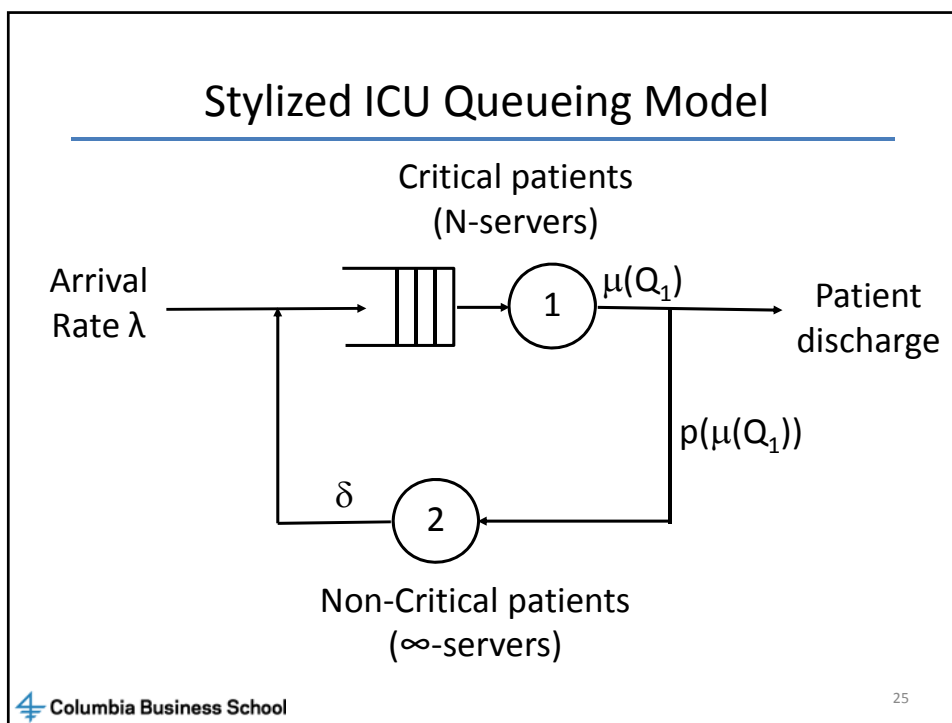 Stylized ICU Queueing Model
Critical patients
(N-servers)
Arrival
Rate λ
1
μ(Q₁)
Patient
discharge
p(μ(Q₁))
δ
2
Non-Critical patients
(∞-servers)
Columbia Business School
25